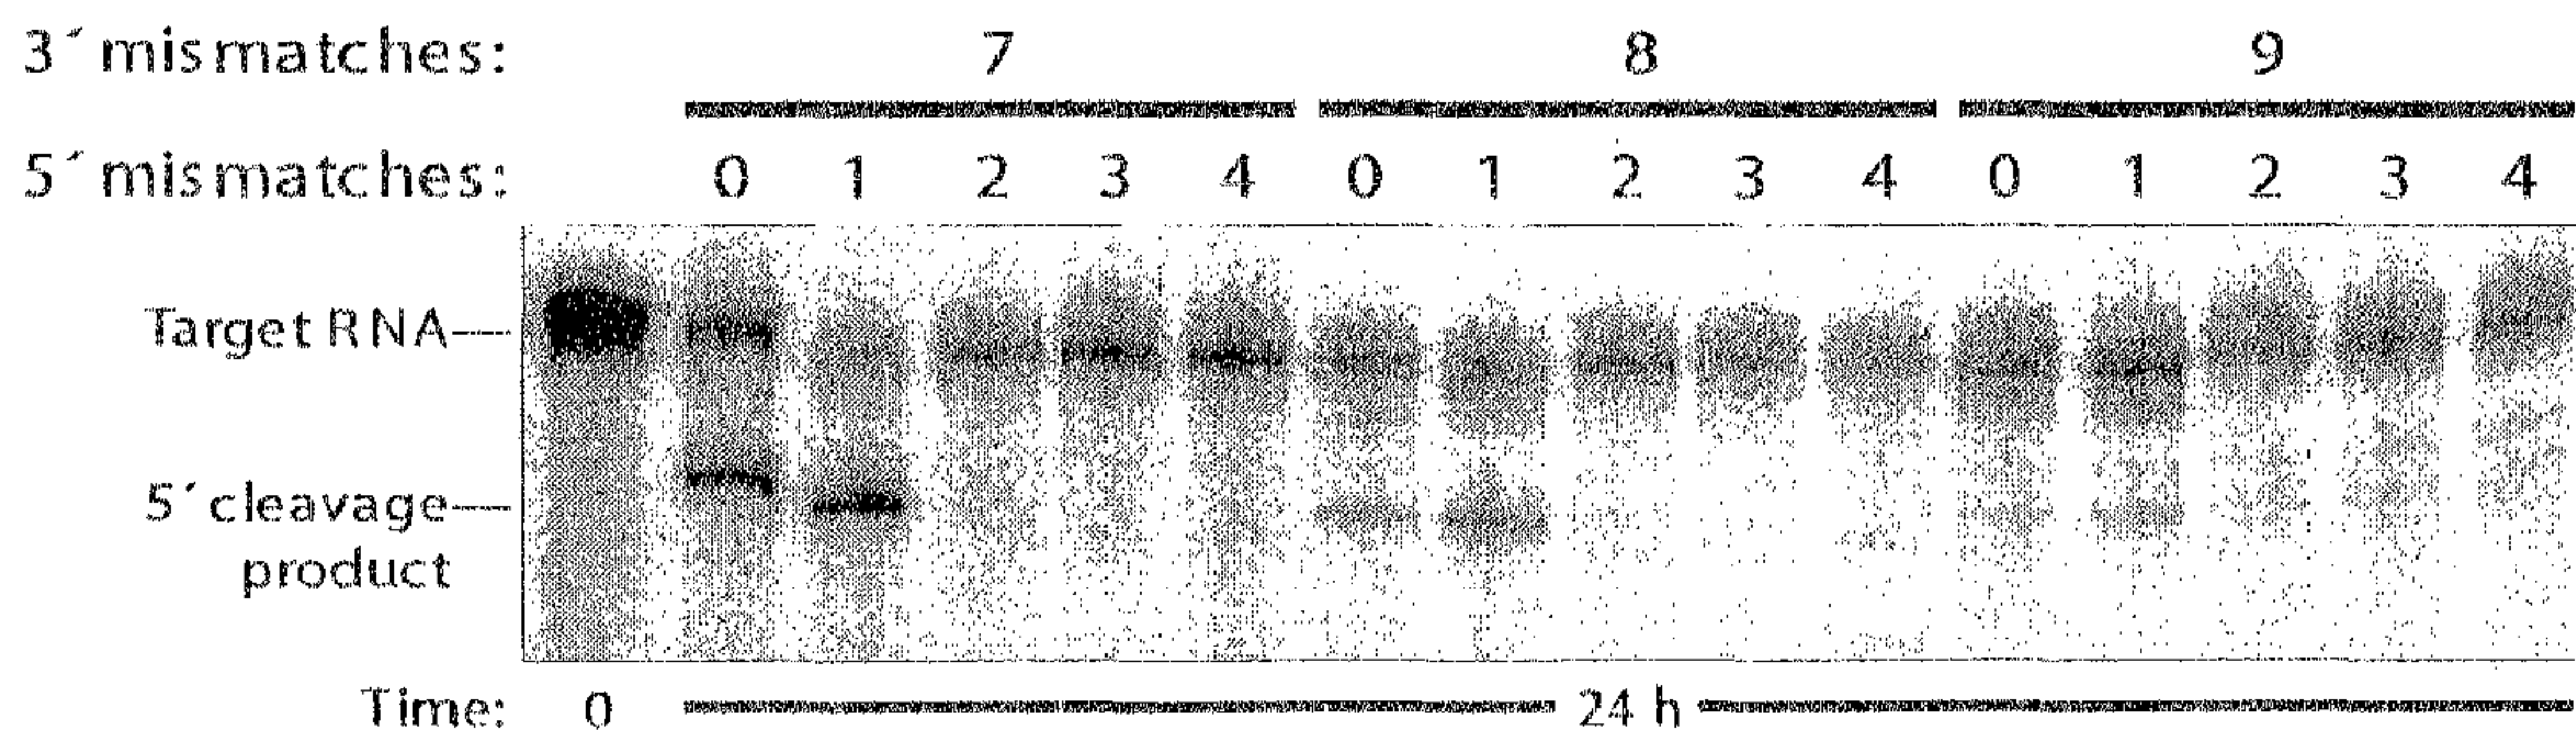 3´ mismatches: 7 8 9
5´ mismatches: 0 1 2 3 4 0 1 2 3 4 0 1 2 3 4
Target RNA
5´ cleavage
product
Time: 0 24 h